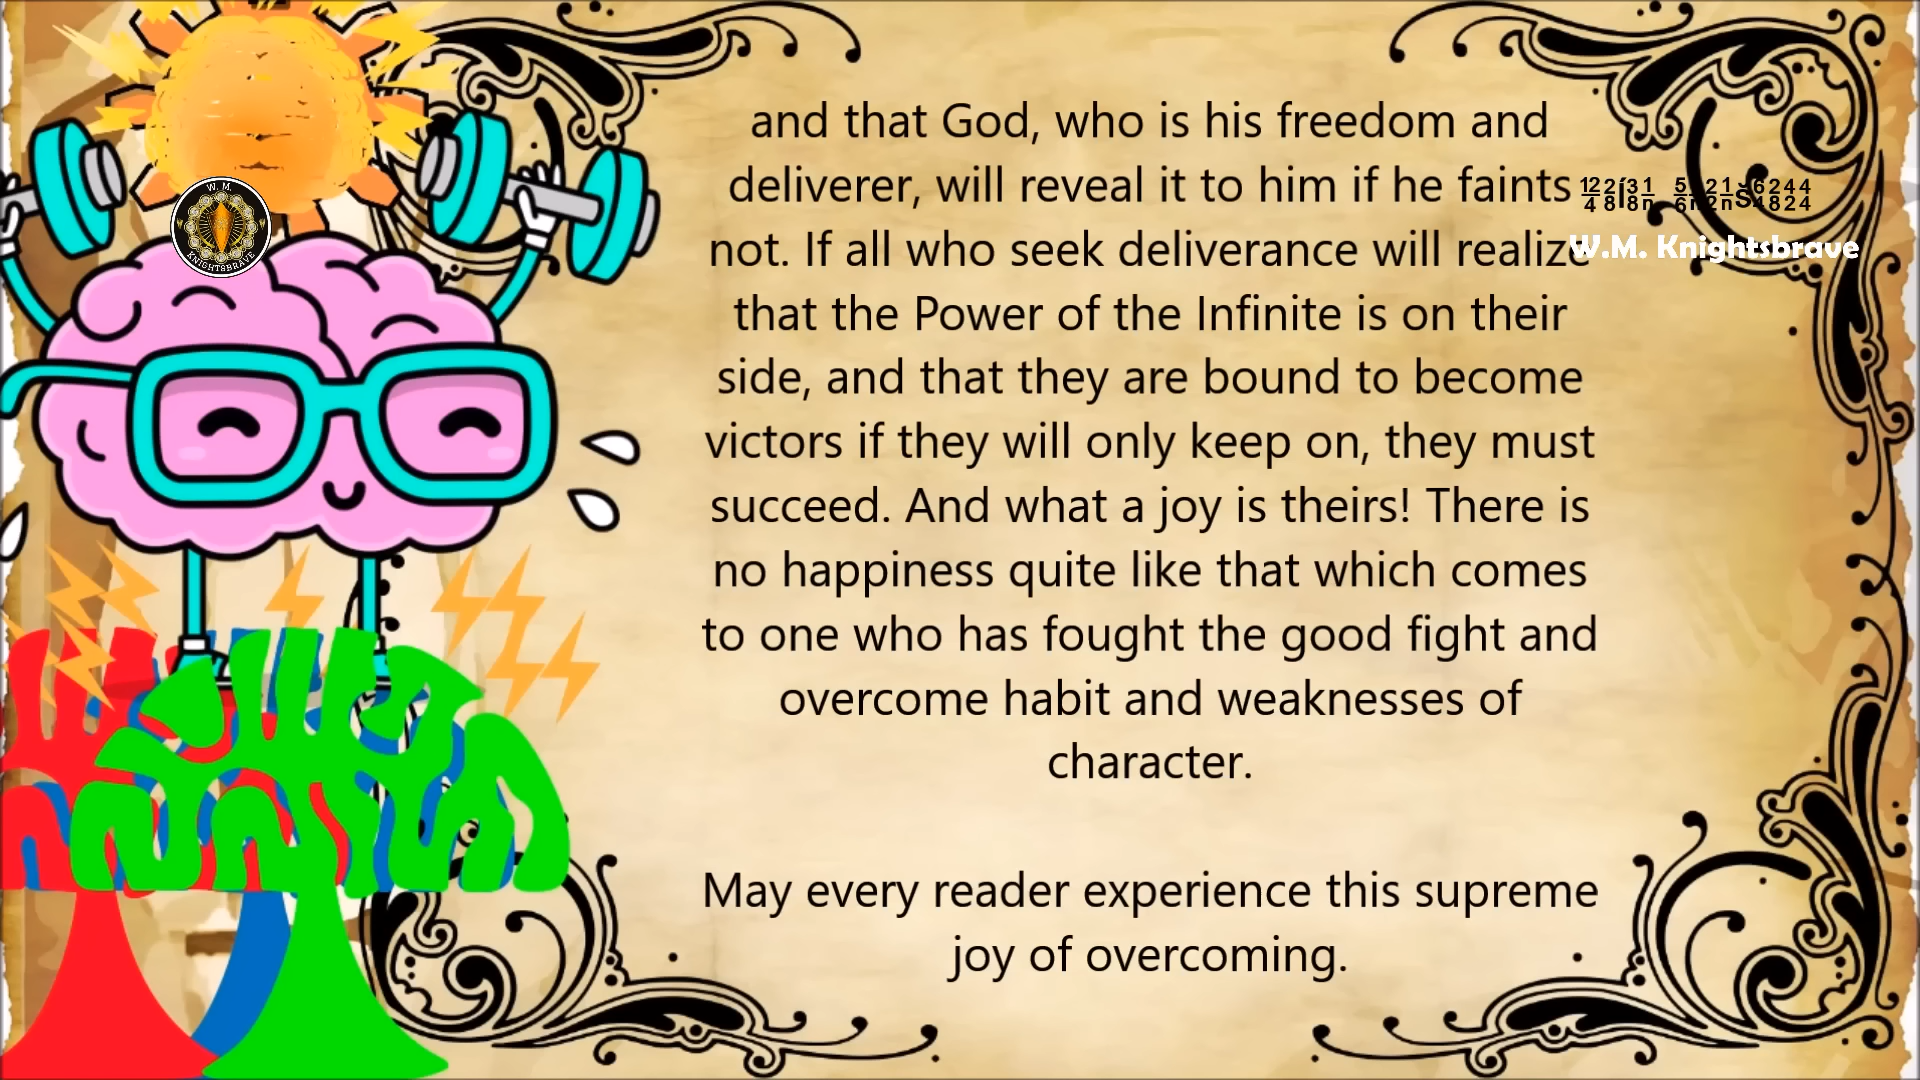 and that God, who is his freedom and
deliverer, will reveal it to him if he faints
not. If all who seek deliverance will realize
that the Power of the Infinite is on their
side, and that they are bound to become
victors if they will only keep on, they must
succeed. And what a joy is theirs! There is
no happiness quite like that which comes
to one who has fought the good fight and
overcome habit and weaknesses of
character.
May every reader experience this supreme
joy of overcoming.
W.M. Knightsbrave
W. M.
KNIGHTSBRAVE